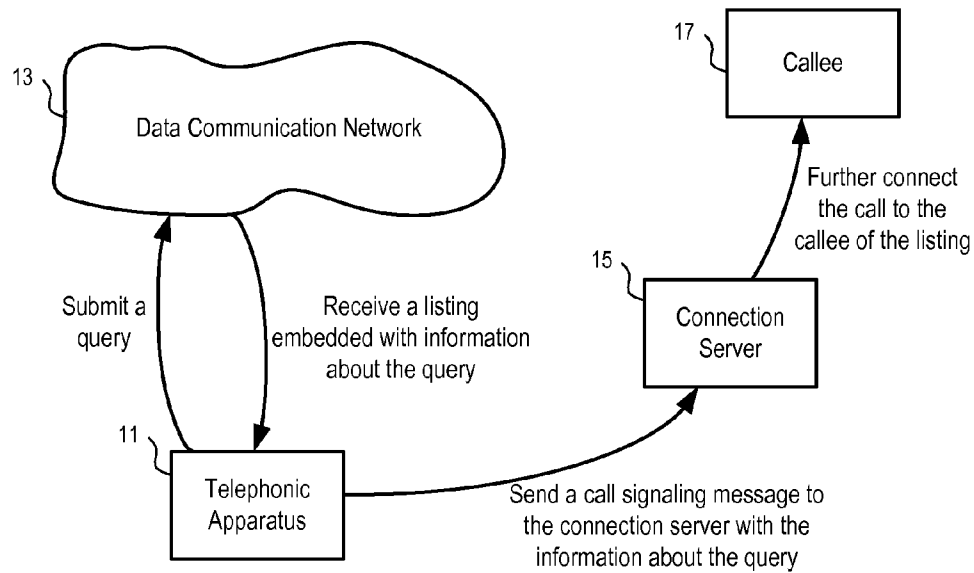 17
Callee
13
Data Communication Network
Further connect
the call to the
callee of the listing
15
Connection
Server
Submit a
query
Receive a listing
embedded with information
about the query
11
Telephonic
Apparatus
Send a call signaling message to
the connection server with the
information about the query